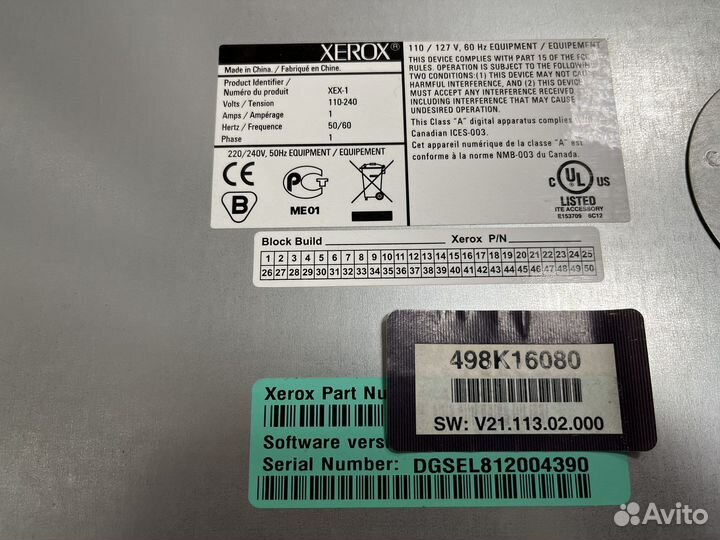 XEROX®
Made in China. / Fabriqué en Chine.
Product Identifier /
Numéro du produit XEX-1
Volts / Tension 110-240
Amps / Ampérage 1
Hertz / Frequence 50/60
Phase 1
220/240V, 50Hz EQUIPMENT / EQUIPEMENT
CE
B
РСТ
ME01
110 / 127 V, 60 Hz EQUIPMENT / EQUIPEMENT
THIS DEVICE COMPLIES WITH PART 15 OF THE FCC
RULES. OPERATION IS SUBJECT TO THE FOLLOWING
TWO CONDITIONS:(1) THIS DEVICE MAY NOT CAUSE
HARMFUL INTERFERENCE, AND (2) THIS DEVICE
INCLUDING INTERFERENCE THAT MAY CAUSE
UNDESIRED OPERATION.
This Class "A" digital apparatus complies
Canadian ICES-003.
Cet appareil numérique de la classe "A" est
conforme à la norme NMB-003 du Canada.
C UL US
LISTED
ITE ACCESSORY
E153709 6C12
Block Build Xerox P/N
1 2 3 4 5 6 7 8 9 10 11 12 13 14 15 16 17 18 19 20 21 22 23 24 25
26 27 28 29 30 31 32 33 34 35 36 37 38 39 40 41 42 43 44 45 46 47 48 49 50
498K16080
SW: V21.113.02.000
Xerox Part Nu
Software vers
Serial Number: DGSEL812004390
Avito